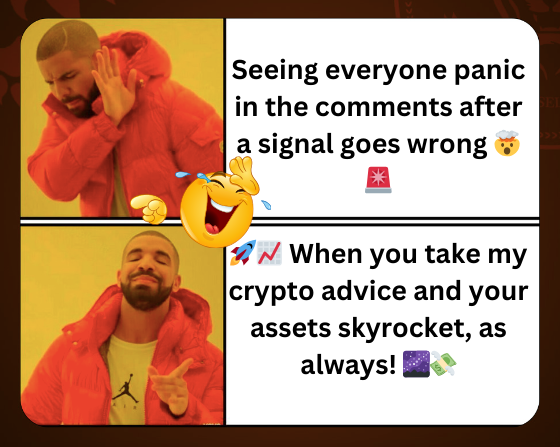 Seeing everyone panic
in the comments after
a signal goes wrong 🤯
🚨
🚀📈 When you take my
crypto advice and your
assets skyrocket, as
always! 🌌💸